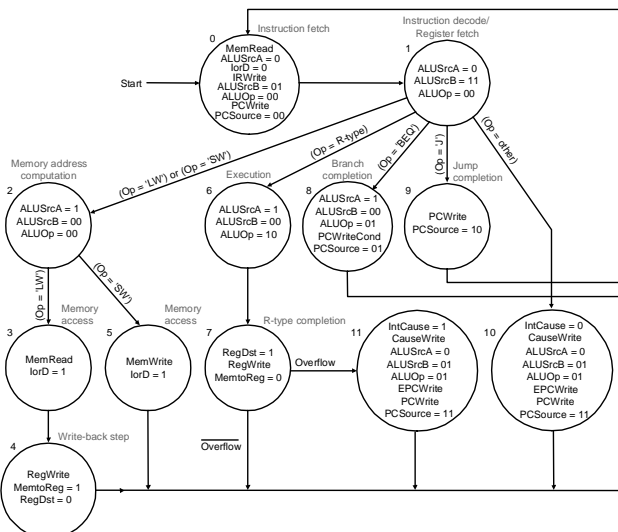 Instruction fetch
0
MemRead
ALUSrcA = 0
IorD = 0
IRWrite
ALUSrcB = 01
ALUOp = 00
PCWrite
PCSource = 00
Start
Instruction decode/
Register fetch
1
ALUSrcA = 0
ALUSrcB = 11
ALUOp = 00
(Op = 'LW') or (Op = 'SW')
(Op = R-type)
(Op = 'BEQ')
(Op = 'J')
(Op = other)
Memory address
computation
2
ALUSrcA = 1
ALUSrcB = 00
ALUOp = 00
Execution
6
ALUSrcA = 1
ALUSrcB = 00
ALUOp = 10
Branch
completion
8
ALUSrcA = 1
ALUSrcB = 00
ALUOp = 01
PCWriteCond
PCSource = 01
Jump
completion
9
PCWrite
PCSource = 10
(Op = 'LW')
(Op = 'SW')
Memory
access
3
MemRead
IorD = 1
Memory
access
5
MemWrite
IorD = 1
R-type completion
7
RegDst = 1
RegWrite
MemtoReg = 0
Overflow
Overflow
11
IntCause = 1
CauseWrite
ALUSrcA = 0
ALUSrcB = 01
ALUOp = 01
EPCWrite
PCWrite
PCSource = 11
10
IntCause = 0
CauseWrite
ALUSrcA = 0
ALUSrcB = 01
ALUOp = 01
EPCWrite
PCWrite
PCSource = 11
Write-back step
4
RegWrite
MemtoReg = 1
RegDst = 0